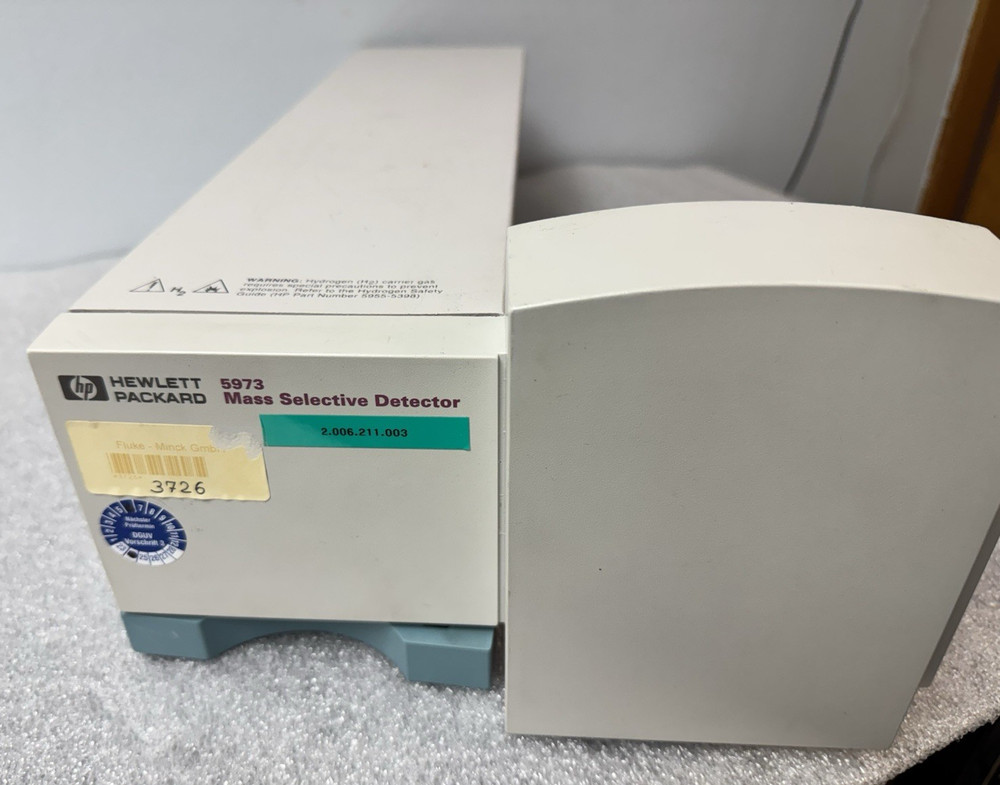 H2
WARNING: Hydrogen (H2) carrier gas
requires special precautions to prevent
explosion. Refer to the Hydrogen Safety
Guide (HP Part Number 5955-5398)
hp
HEWLETT
PACKARD
5973
Mass Selective Detector
2.006.211.003
Fluke - Minck
3726
Nächster
Prüftermin
DGUV
Vorschrift 3